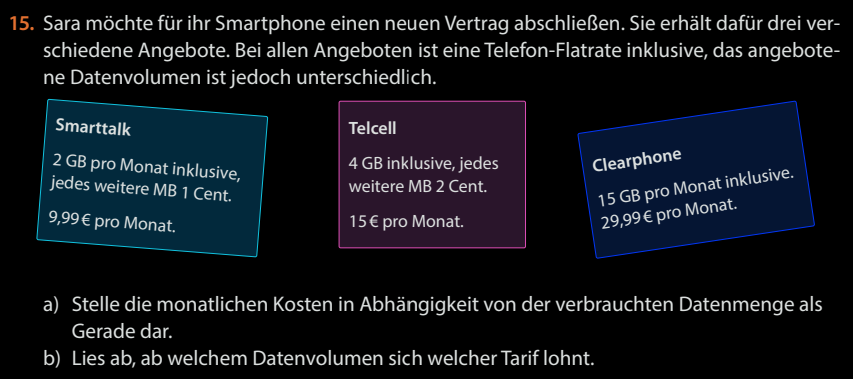 15. Sara möchte für ihr Smartphone einen neuen Vertrag abschließen. Sie erhält dafür drei ver-
schiedene Angebote. Bei allen Angeboten ist eine Telefon-Flatrate inklusive, das angebote-
ne Datenvolumen ist jedoch unterschiedlich.
Smarttalk
2 GB pro Monat inklusive,
jedes weitere MB 1 Cent.
9,99 € pro Monat.
Telcell
4 GB inklusive, jedes
weitere MB 2 Cent.
15 € pro Monat.
Clearphone
15 GB pro Monat inklusive.
29,99 € pro Monat.
a) Stelle die monatlichen Kosten in Abhängigkeit von der verbrauchten Datenmenge als
Gerade dar.
b) Lies ab, ab welchem Datenvolumen sich welcher Tarif lohnt.